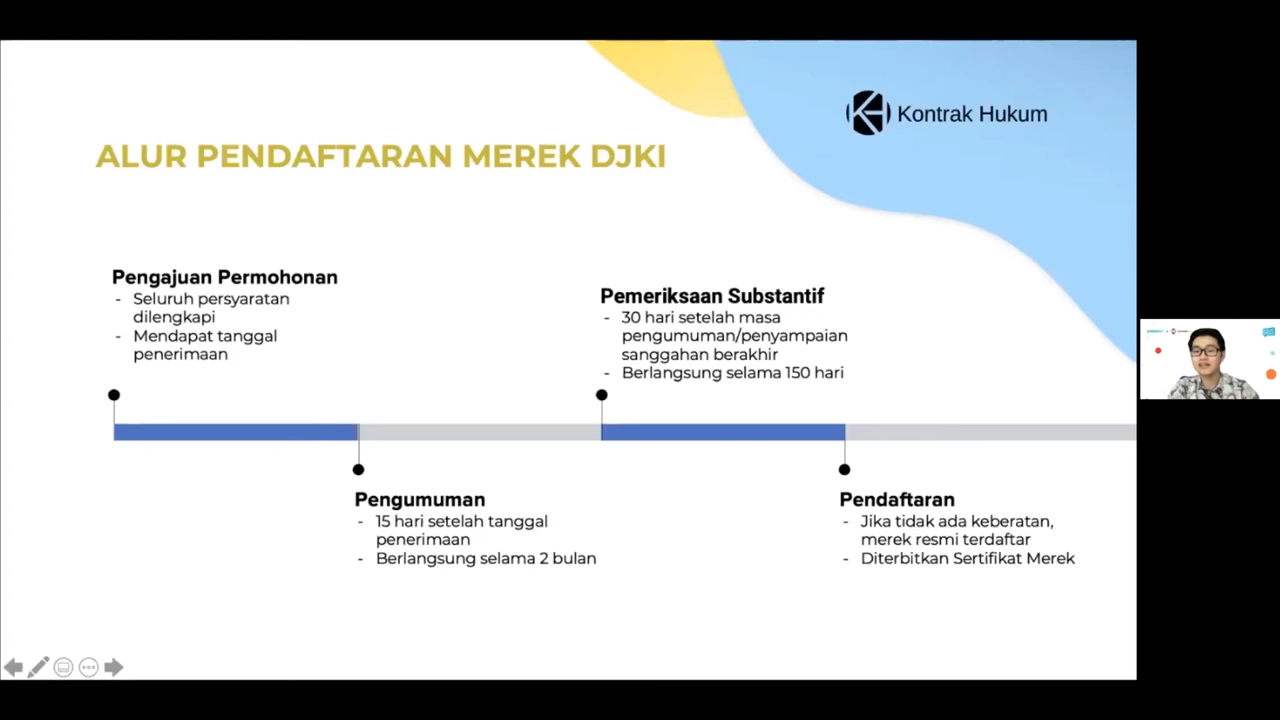 Kontrak Hukum
ALUR PENDAFTARAN MEREK DJKI
Pengajuan Permohonan
- Seluruh persyaratan
dilengkapi
- Mendapat tanggal
penerimaan
Pemeriksaan Substantif
- 30 hari setelah masa
pengumuman/penyampaian
sanggahan berakhir
- Berlangsung selama 150 hari
Pengumuman
- 15 hari setelah tanggal
penerimaan
- Berlangsung selama 2 bulan
Pendaftaran
- Jika tidak ada keberatan,
merek resmi terdaftar
- Diterbitkan Sertifikat Merek